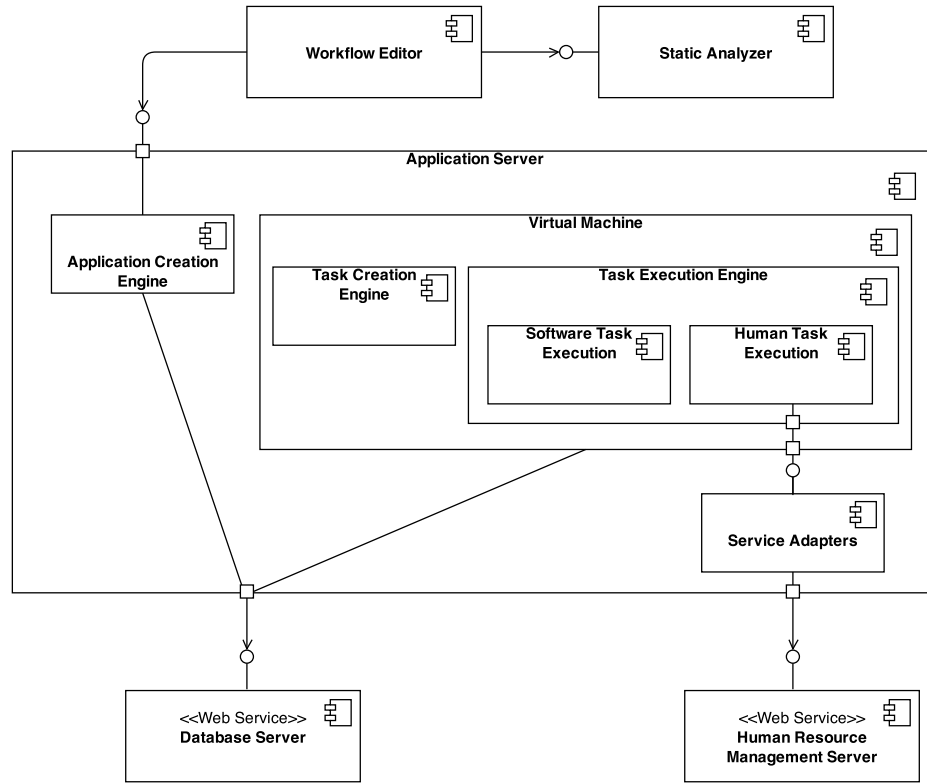 Workflow Editor
Static Analyzer
Application Server
Application Creation
Engine
Virtual Machine
Task Creation
Engine
Task Execution Engine
Software Task
Execution
Human Task
Execution
Service Adapters
<<Web Service>>
Database Server
<<Web Service>>
Human Resource
Management Server